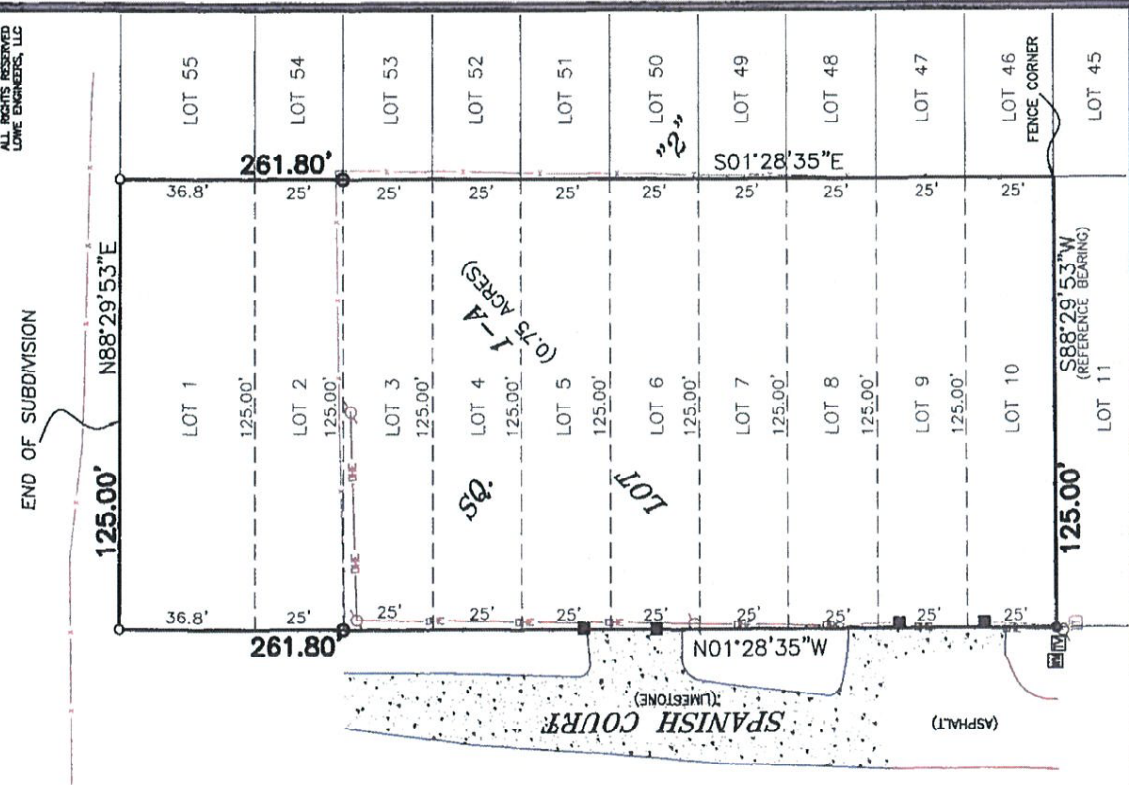 ALL RIGHTS RESERVED
LOWE ENGINEERS, LLC
END OF SUBDIVISION
LOT 55
LOT 54
LOT 53
LOT 52
LOT 51
LOT 50
LOT 49
LOT 48
LOT 47
LOT 46
LOT 45
FENCE CORNER
"2"
261.80'
S01°28'35"E
36.8'
25'
25'
25'
25'
25'
25'
25'
25'
25'
N88°29'53"E
125.00'
1-A
(0.75 ACRES)
LOT 1
125.00'
LOT 2
125.00'
LOT 3
125.00'
LOT 4
125.00'
LOT 5
125.00'
LOT 6
125.00'
LOT 7
125.00'
LOT 8
125.00'
LOT 9
125.00'
LOT 10
LOT 11
S88°29'53"W
(REFERENCE BEARING)
125.00'
SQ.
LOT
OHE
OHE
36.8'
25'
25'
25'
25'
25'
25'
25'
25'
25'
261.80'
N01°28'35"W
SPANISH COURT
(LIMESTONE)
(ASPHALT)